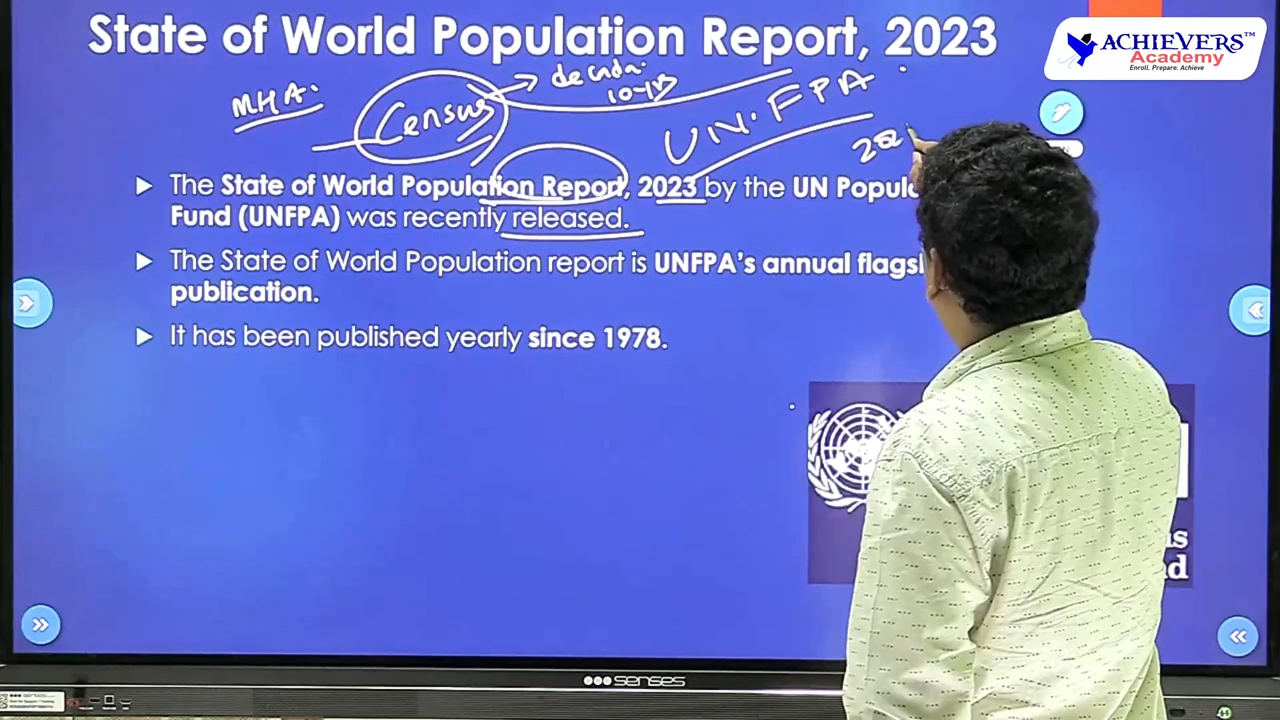 State of World Population Report, 2023
ACHIEVERS™
Academy
Enroll. Prepare. Achieve
MHA.
Census
10-yrs
UN.FPA
The State of World Population Report, 2023 by the UN Popul
Fund (UNFPA) was recently released.
The State of World Population report is UNFPA's annual flags
publication.
It has been published yearly since 1978.
senses